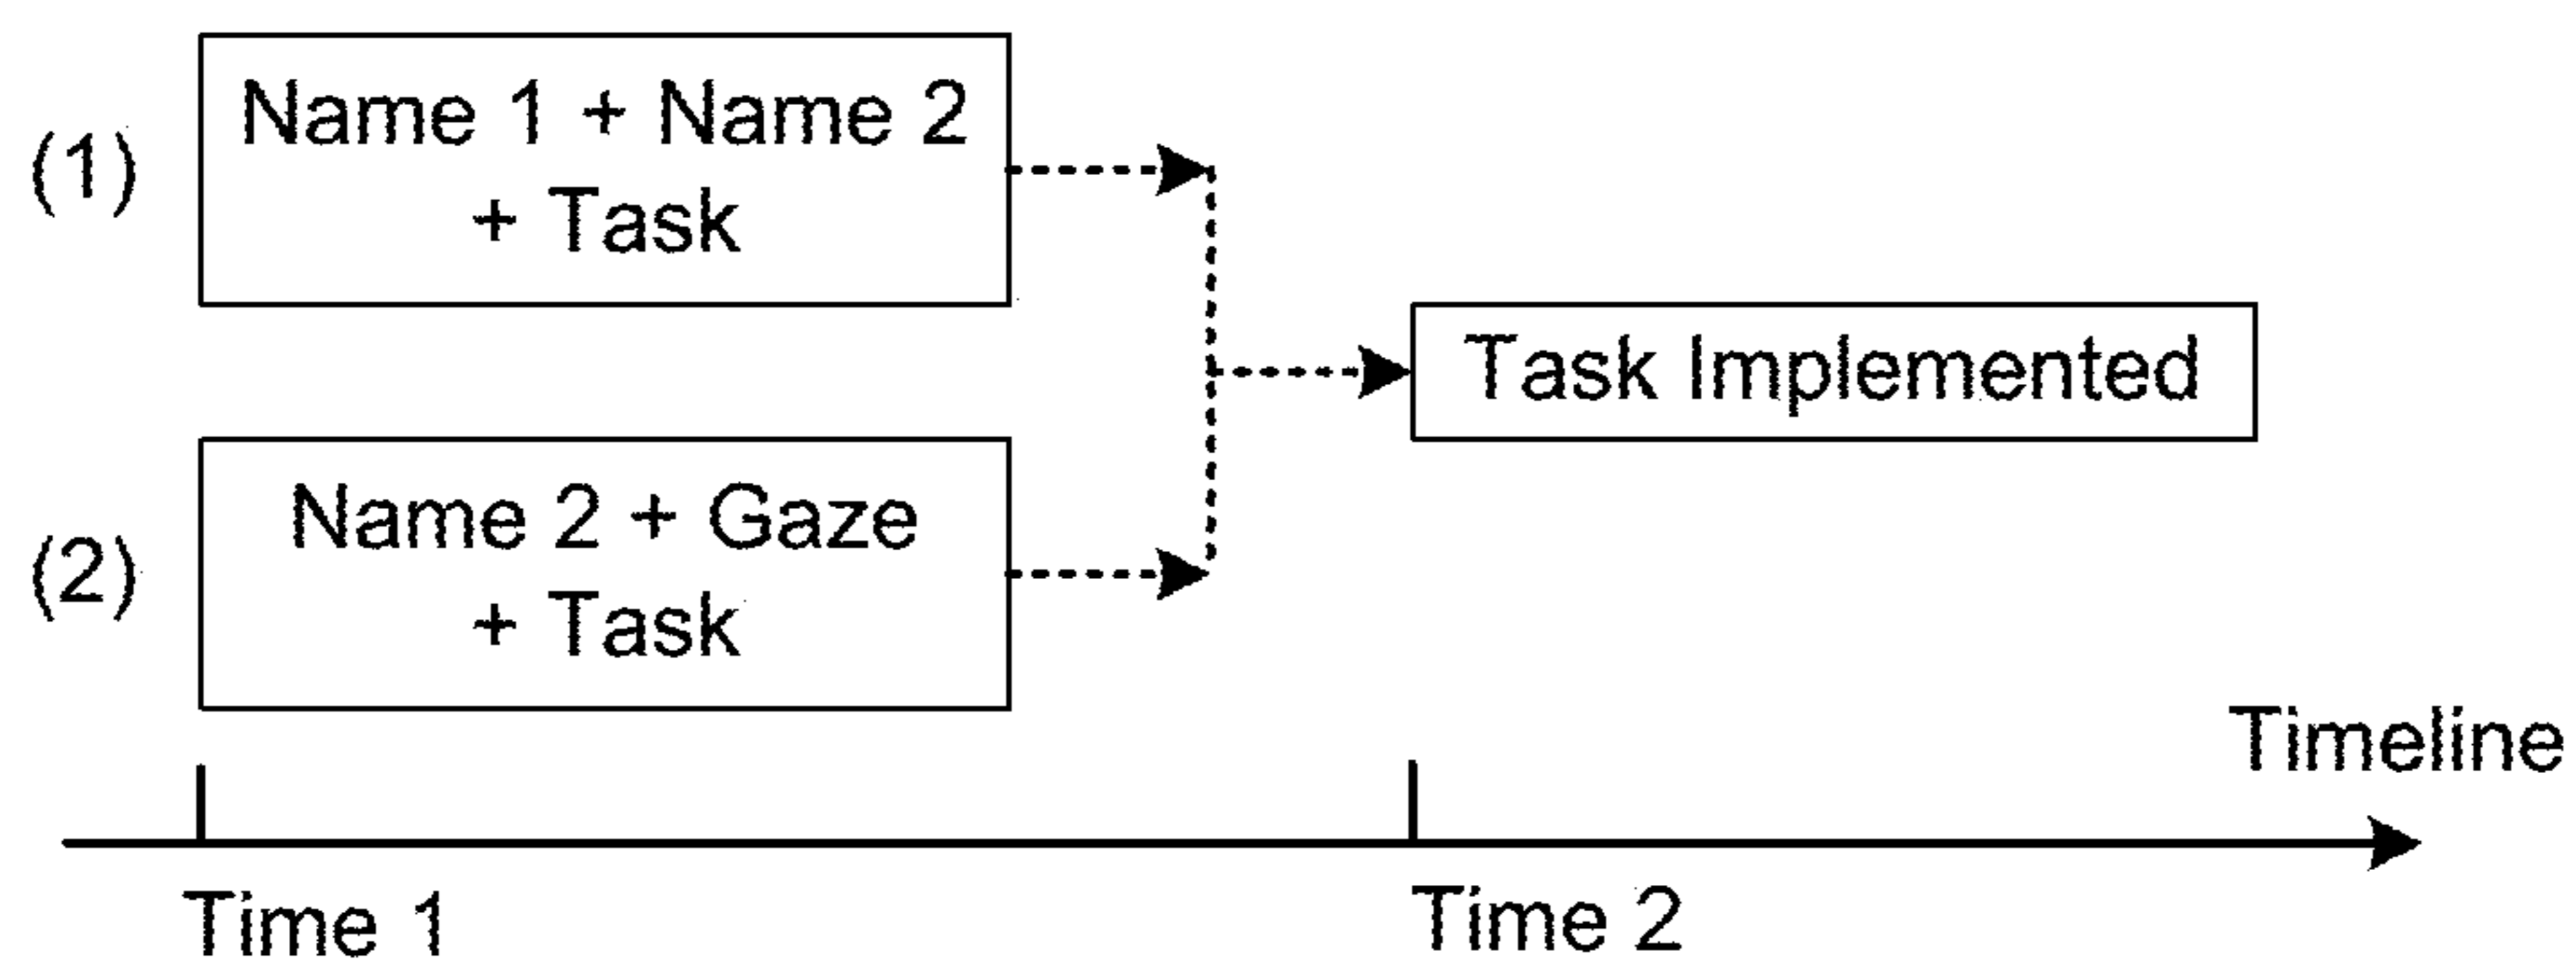 (1)
Name 1 + Name 2
+ Task
Task Implemented
(2)
Name 2 + Gaze
+ Task
Timeline
Time 1
Time 2